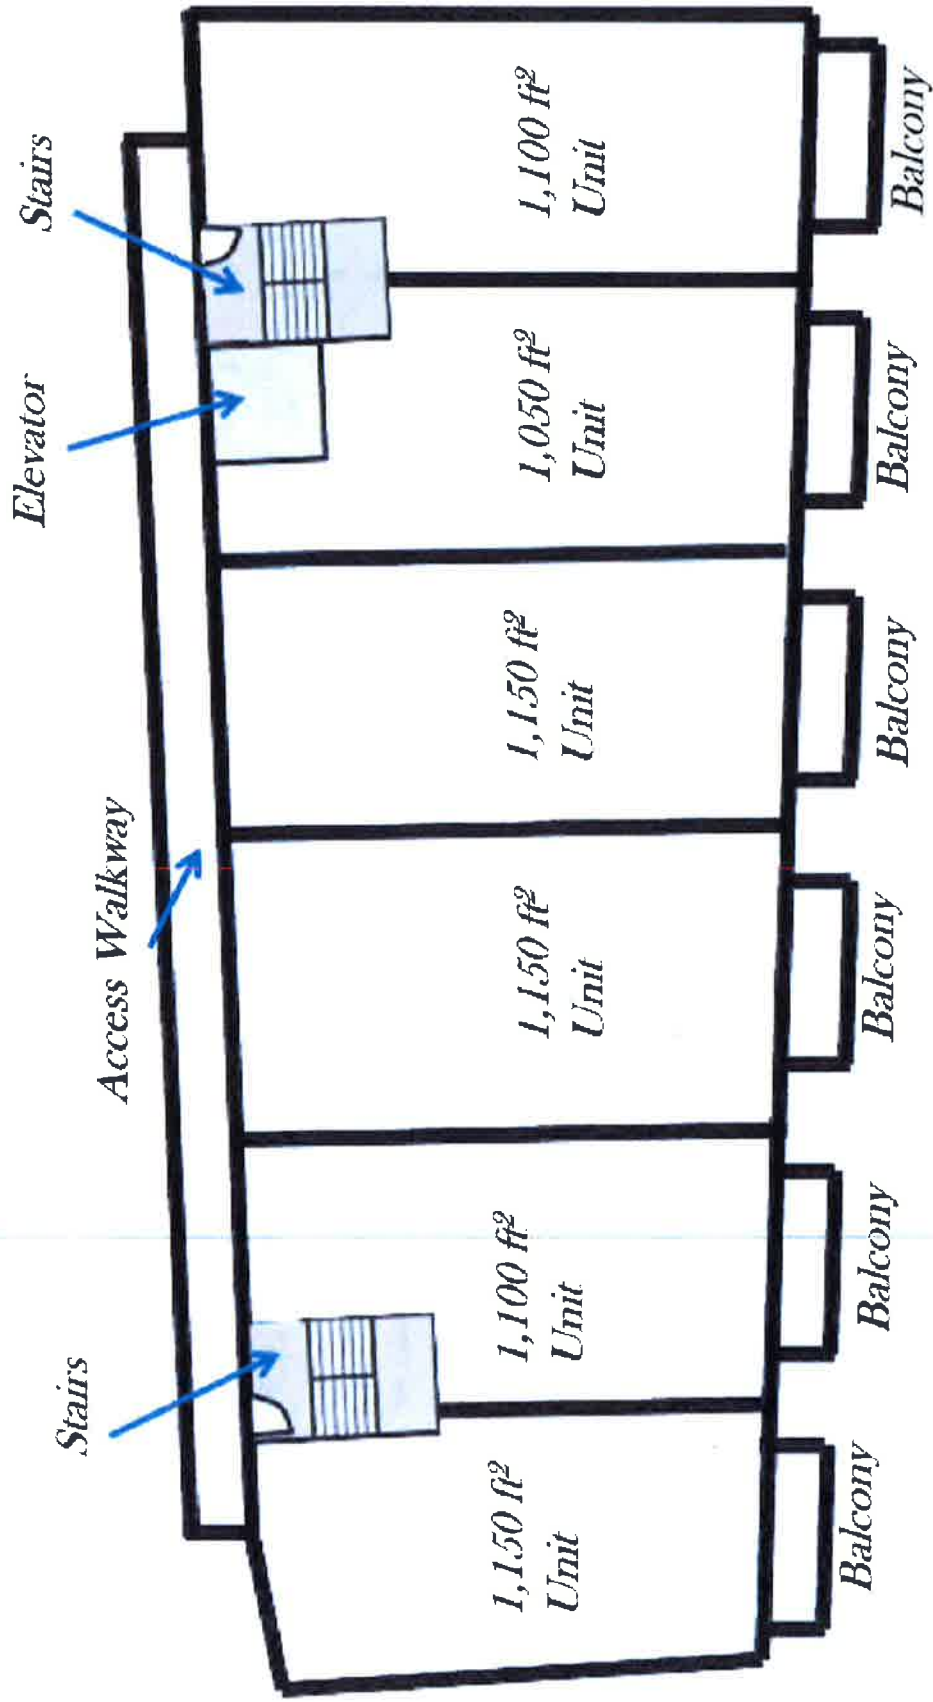 Stairs
Access Walkway
Elevator
Stairs
1,150 ft²
Unit
1,100 ft²
Unit
1,150 ft²
Unit
1,150 ft²
Unit
1,050 ft²
Unit
1,100 ft²
Unit
Balcony
Balcony
Balcony
Balcony
Balcony
Balcony